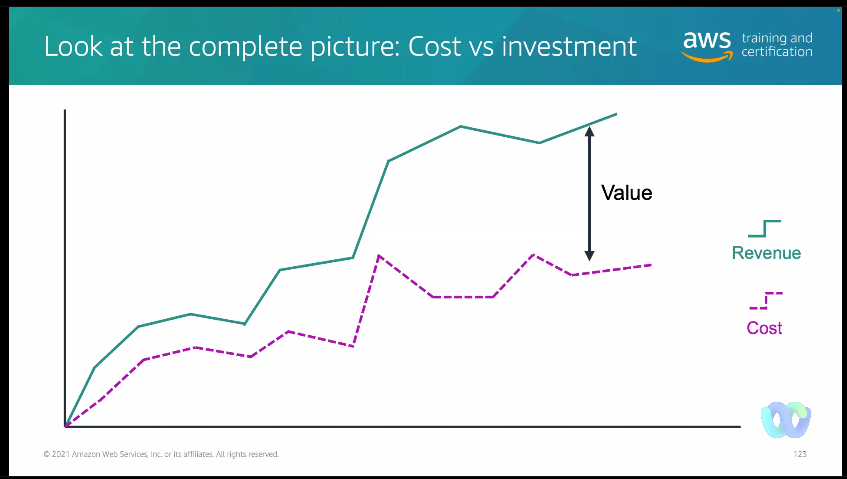 Look at the complete picture: Cost vs investment
aws
training and
certification
Value
Revenue
Cost
© 2021 Amazon Web Services, Inc. or its affiliates. All rights reserved.
123